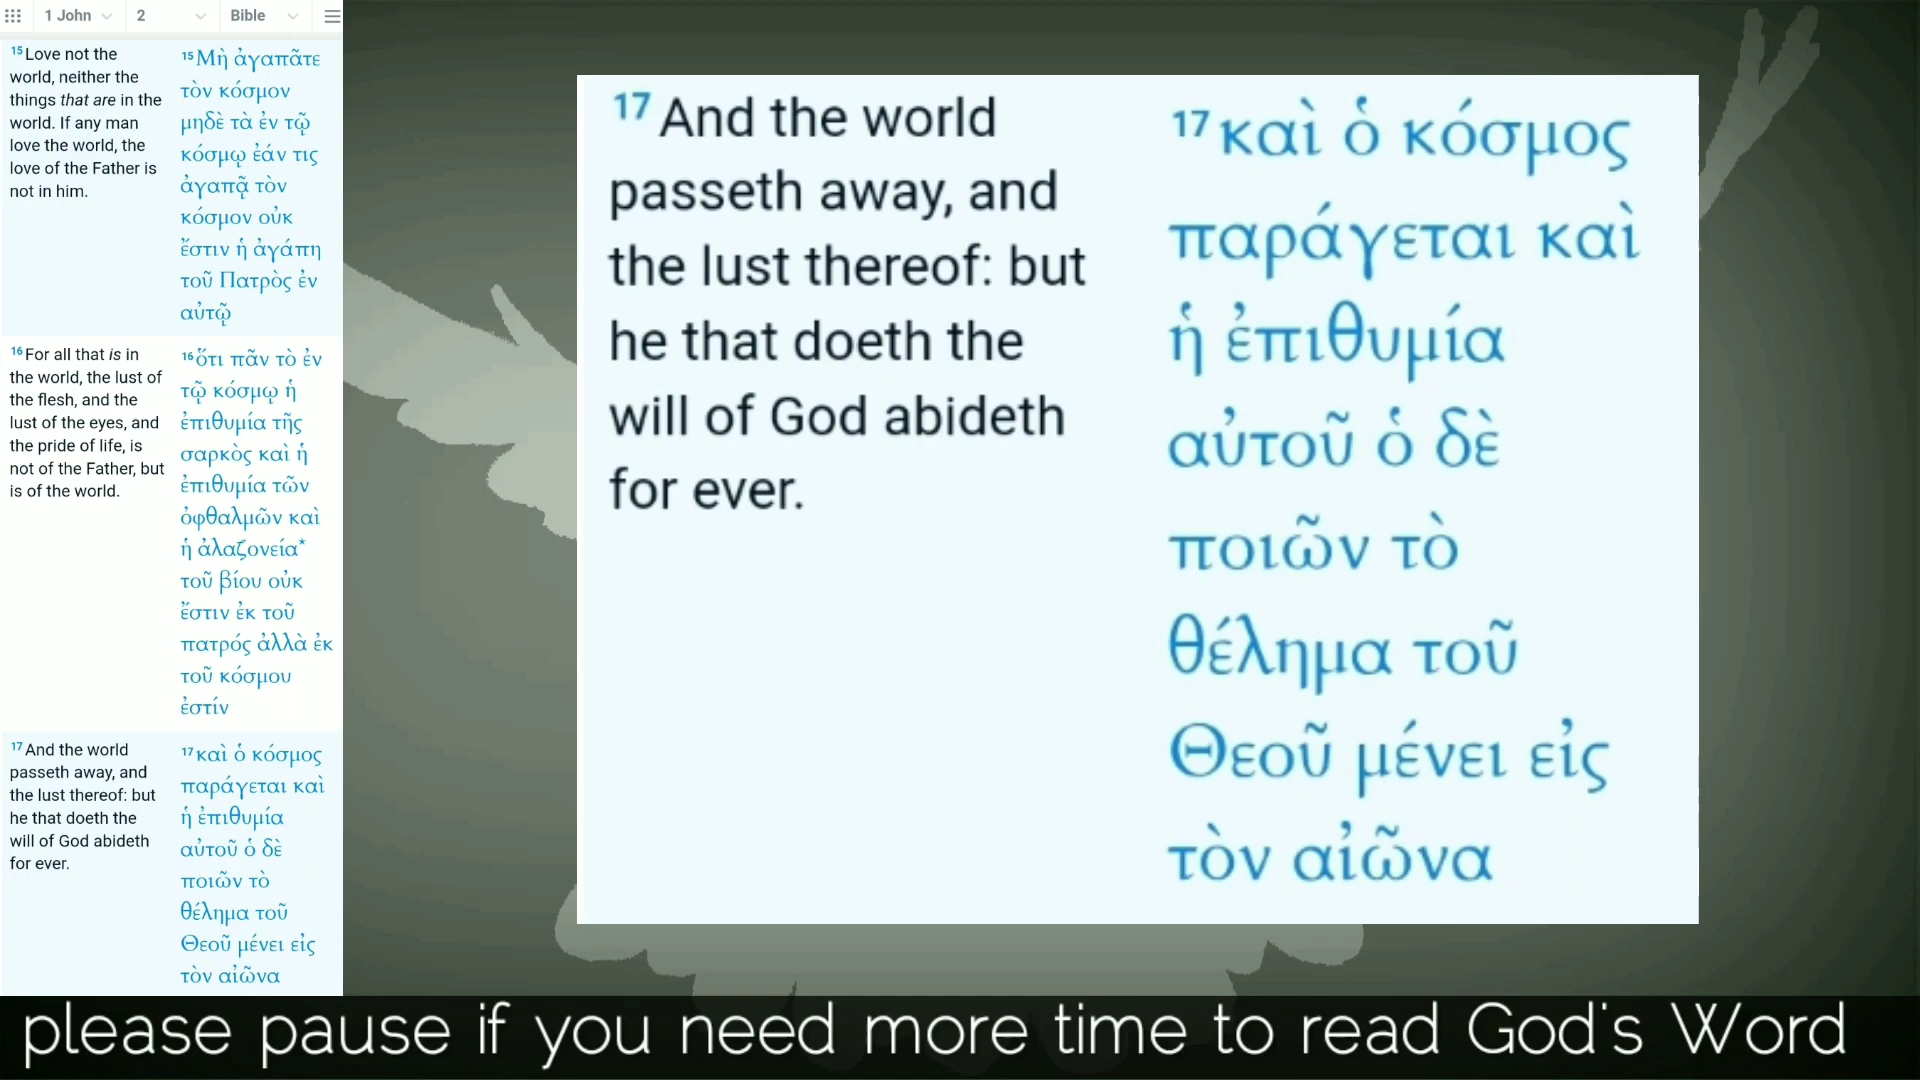 1 John 2 Bible
15 Love not the
world, neither the
things that are in the
world. If any man
love the world, the
love of the Father is
not in him.
15 Μὴ ἀγαπᾶτε
τὸν κόσμον
μηδὲ τὰ ἐν τῷ
κόσμῳ ἐάν τις
ἀγαπᾷ τὸν
κόσμον οὐκ
ἔστιν ἡ ἀγάπη
τοῦ Πατρὸς ἐν
αὐτῷ
16 For all that is in
the world, the lust of
the flesh, and the
lust of the eyes, and
the pride of life, is
not of the Father, but
is of the world.
16 ὅτι πᾶν τὸ ἐν
τῷ κόσμῳ ἡ
ἐπιθυμία τῆς
σαρκὸς καὶ ἡ
ἐπιθυμία τῶν
ὀφθαλμῶν καὶ
ἡ ἀλαζονεία*
τοῦ βίου οὐκ
ἔστιν ἐκ τοῦ
πατρός ἀλλὰ ἐκ
τοῦ κόσμου
ἐστίν
17 And the world
passeth away, and
the lust thereof: but
he that doeth the
will of God abideth
for ever.
17 καὶ ὁ κόσμος
παράγεται καὶ
ἡ ἐπιθυμία
αὐτοῦ ὁ δὲ
ποιῶν τὸ
θέλημα τοῦ
Θεοῦ μένει εἰς
τὸν αἰῶνα
17 And the world
passeth away, and
the lust thereof: but
he that doeth the
will of God abideth
for ever.
17 καὶ ὁ κόσμος
παράγεται καὶ
ἡ ἐπιθυμία
αὐτοῦ ὁ δὲ
ποιῶν τὸ
θέλημα τοῦ
Θεοῦ μένει εἰς
τὸν αἰῶνα
please pause if you need more time to read God's Word